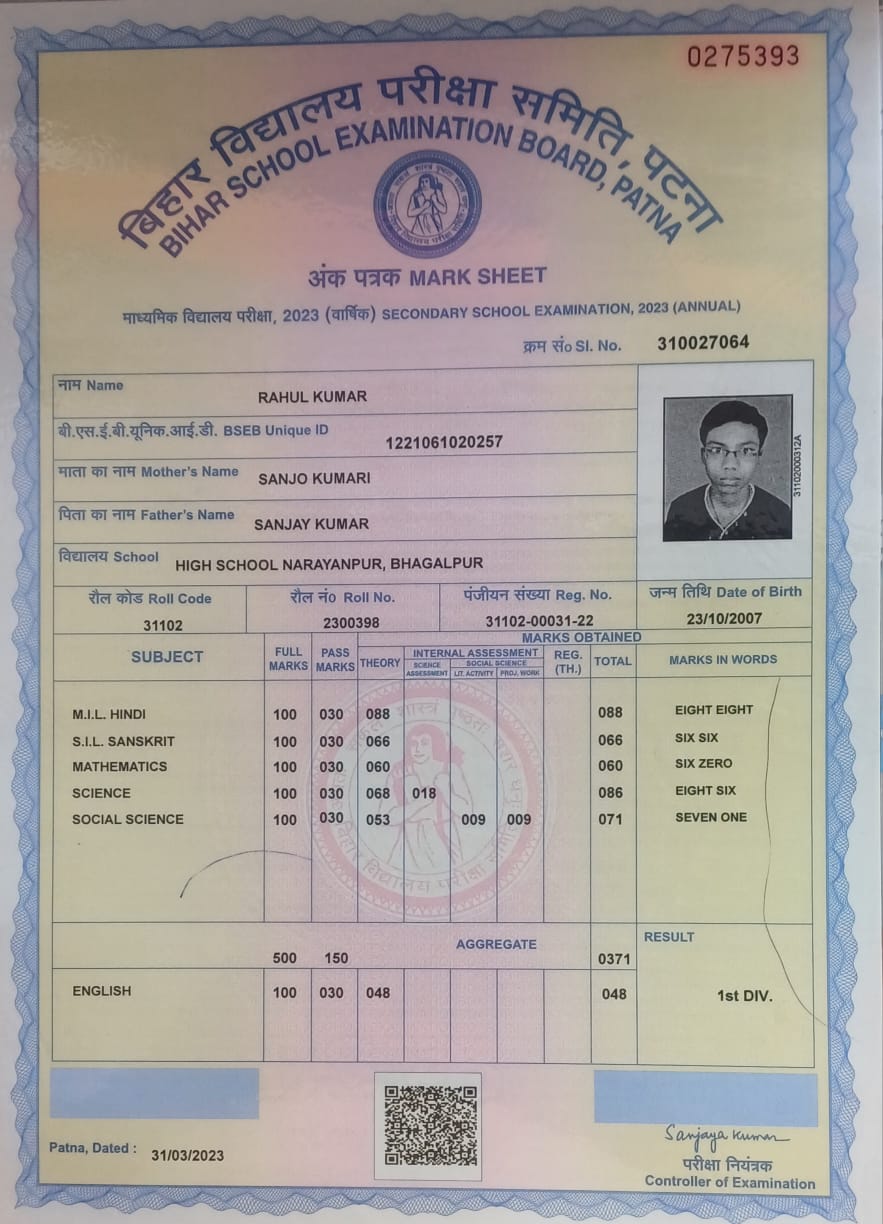 0275393
बिहार विद्यालय परीक्षा समिति, पटना
BIHAR SCHOOL EXAMINATION BOARD, PATNA
अंक पत्रक MARK SHEET
माध्यमिक विद्यालय परीक्षा, 2023 (वार्षिक) SECONDARY SCHOOL EXAMINATION, 2023 (ANNUAL)
क्रम सं० SI. No. 310027064
नाम Name RAHUL KUMAR
बी.एस.ई.बी.यूनिक.आई.डी. BSEB Unique ID 1221061020257
माता का नाम Mother's Name SANJO KUMARI
पिता का नाम Father's Name SANJAY KUMAR
विद्यालय School HIGH SCHOOL NARAYANPUR, BHAGALPUR
31102000312A
रौल कोड Roll Code रौल नं० Roll No. पंजीयन संख्या Reg. No. जन्म तिथि Date of Birth
31102 2300398 31102-00031-22 23/10/2007
MARKS OBTAINED
SUBJECT FULL MARKS PASS MARKS THEORY INTERNAL ASSESSMENT REG. (TH.) TOTAL MARKS IN WORDS
SCIENCE ASSESSMENT SOCIAL SCIENCE
LIT. ACTIVITY PROJ. WORK
M.I.L. HINDI 100 030 088 088 EIGHT EIGHT
S.I.L. SANSKRIT 100 030 066 066 SIX SIX
MATHEMATICS 100 030 060 060 SIX ZERO
SCIENCE 100 030 068 018 086 EIGHT SIX
SOCIAL SCIENCE 100 030 053 009 009 071 SEVEN ONE
500 150 AGGREGATE 0371 RESULT
ENGLISH 100 030 048 048 1st DIV.
Patna, Dated : 31/03/2023
Sanjaya Kumar
परीक्षा नियंत्रक
Controller of Examination